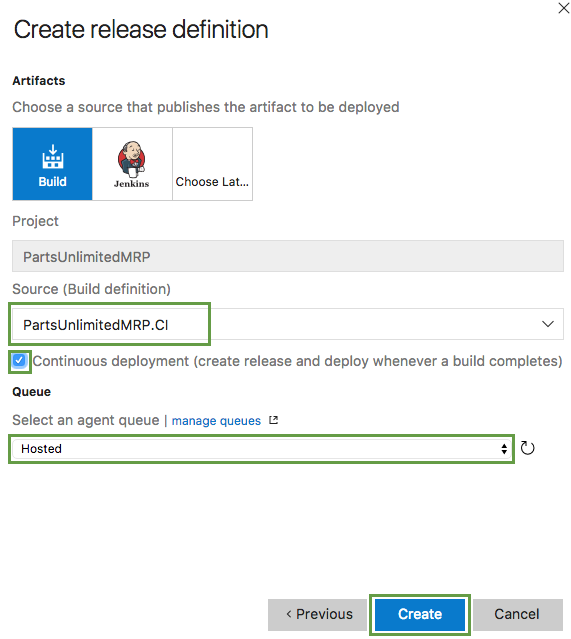 Create release definition
Artifacts
Choose a source that publishes the artifact to be deployed
Build
Jenkins
Choose Lat...
Project
PartsUnlimitedMRP
Source (Build definition)
PartsUnlimitedMRP.CI
Continuous deployment (create release and deploy whenever a build completes)
Queue
Select an agent queue | manage queues
Hosted
‹ Previous
Create
Cancel